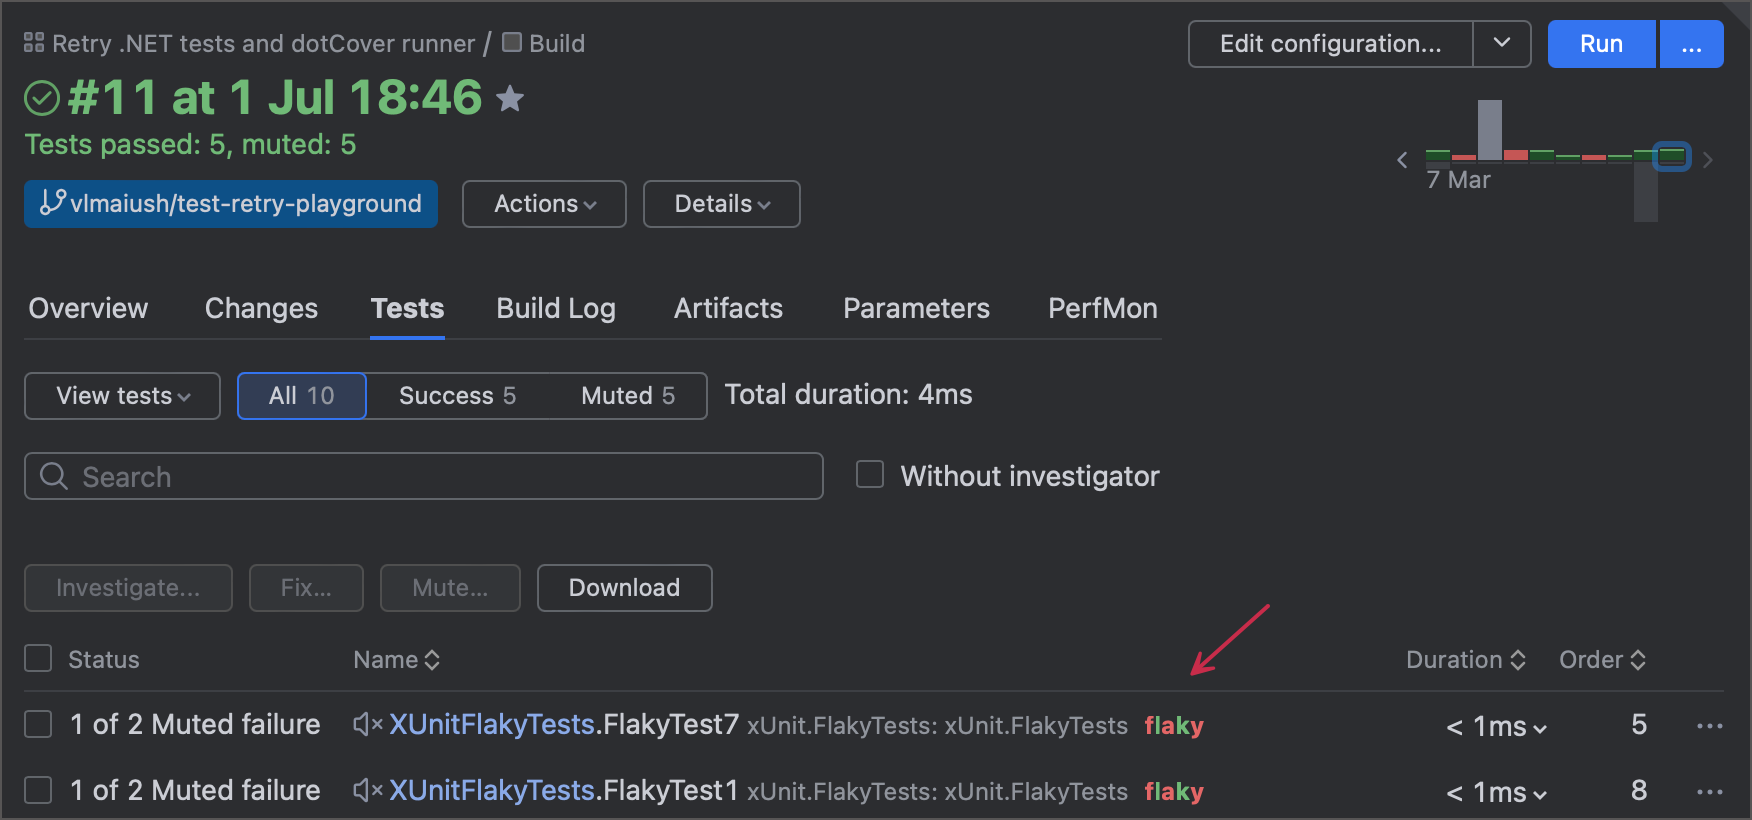 Retry .NET tests and dotCover runner / Build
Edit configuration...
Run
...
#11 at 1 Jul 18:46
Tests passed: 5, muted: 5
7 Mar
vlmaiush/test-retry-playground
Actions
Details
Overview Changes Tests Build Log Artifacts Parameters PerfMon
View tests
All 10
Success 5
Muted 5
Total duration: 4ms
Search
Without investigator
Investigate...
Fix...
Mute...
Download
Status Name Duration Order
1 of 2 Muted failure XUnitFlakyTests.FlakyTest7 xUnit.FlakyTests: xUnit.FlakyTests flaky < 1ms 5 ...
1 of 2 Muted failure XUnitFlakyTests.FlakyTest1 xUnit.FlakyTests: xUnit.FlakyTests flaky < 1ms 8 ...